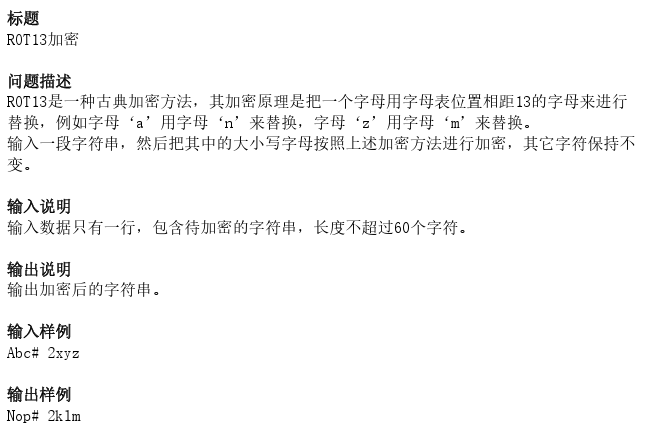 标题
ROT13加密
问题描述
ROT13是一种古典加密方法，其加密原理是把一个字母用字母表位置相距13的字母来进行
替换，例如字母‘a’用字母‘n’来替换，字母‘z’用字母‘m’来替换。
输入一段字符串，然后把其中的大小写字母按照上述加密方法进行加密，其它字符保持不
变。
输入说明
输入数据只有一行，包含待加密的字符串，长度不超过60个字符。
输出说明
输出加密后的字符串。
输入样例
Abc# 2xyz
输出样例
Nop# 2klm